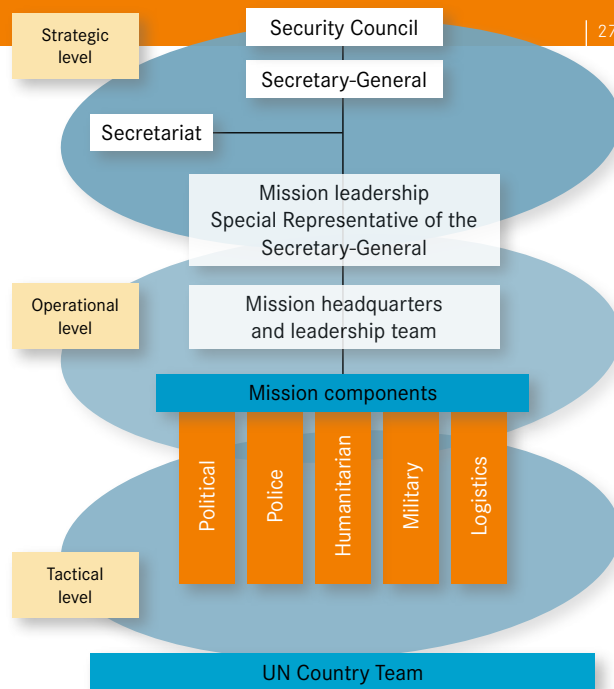 Strategic
level
Security Council
27
Secretary-General
Secretariat
Mission leadership
Special Representative of the
Secretary-General
Operational
level
Mission headquarters
and leadership team
Mission components
Political
Police
Humanitarian
Military
Logistics
Tactical
level
UN Country Team